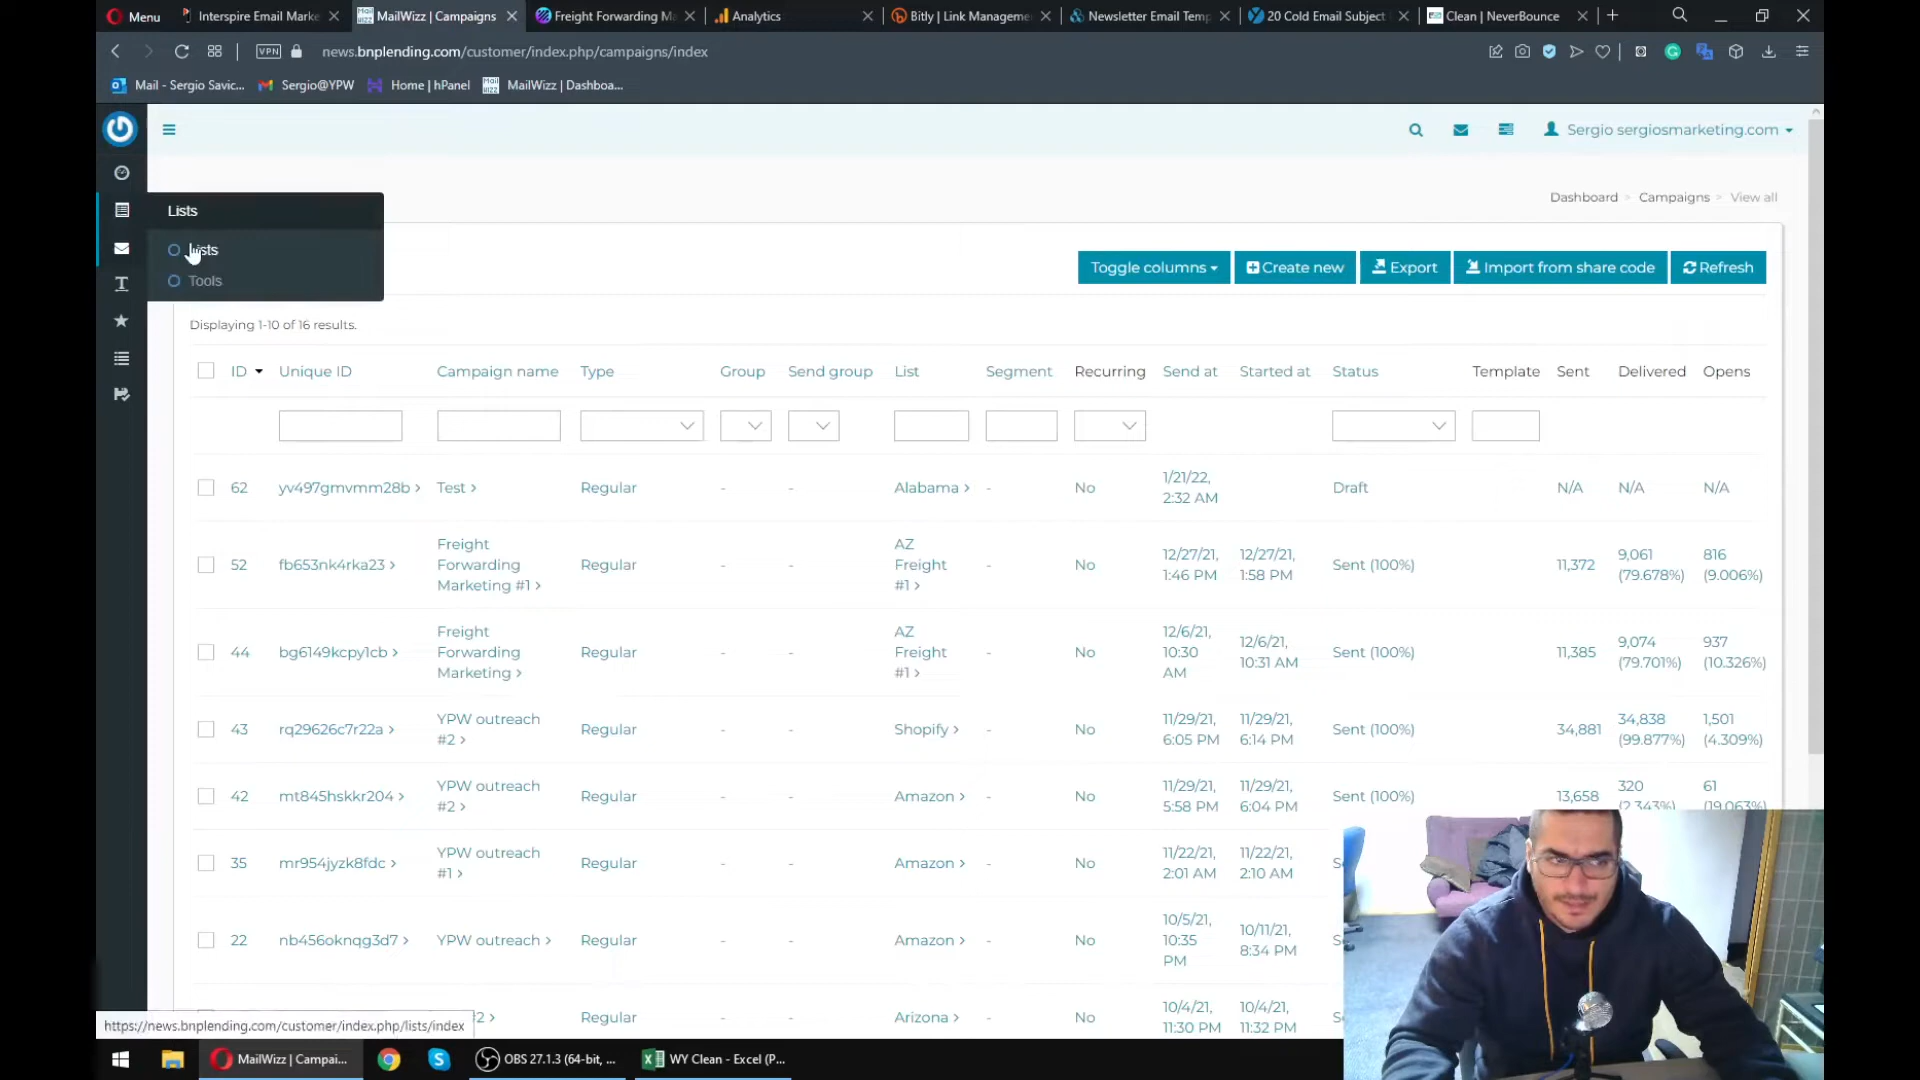 Menu
Interspire Email Marke
MailWizz | Campaigns
Freight Forwarding M
Analytics
Bitly | Link Manageme
Newsletter Email Temp
20 Cold Email Subject
Clean | NeverBounce
VPN
news.bnplending.com/customer/index.php/campaigns/index
Mail - Sergio Savic...
Sergio@YPW
Home | hPanel
MailWizz | Dashboa...
Sergio sergiosmarketing.com
Lists
Lists
Tools
Dashboard > Campaigns > View all
Toggle columns
Create new
Export
Import from share code
Refresh
Displaying 1-10 of 16 results.
ID Unique ID Campaign name Type Group Send group List Segment Recurring Send at Started at Status Template Sent Delivered Opens
62 yv497gmvmm28b > Test > Regular - - Alabama > - No 1/21/22, 2:32 AM Draft N/A N/A N/A
52 fb653nk4rka23 > Freight Forwarding Marketing #1 > Regular - - AZ Freight #1 > - No 12/27/21, 1:46 PM 12/27/21, 1:58 PM Sent (100%) 11,372 9,061 (79.678%) 816 (9.006%)
44 bg6149kcpy1cb > Freight Forwarding Marketing > Regular - - AZ Freight #1 > - No 12/6/21, 10:30 AM 12/6/21, 10:31 AM Sent (100%) 11,385 9,074 (79.701%) 937 (10.326%)
43 rq29626c7r22a > YPW outreach #2 > Regular - - Shopify > - No 11/29/21, 6:05 PM 11/29/21, 6:14 PM Sent (100%) 34,881 34,838 (99.877%) 1,501 (4.309%)
42 mt845hskkr204 > YPW outreach #2 > Regular - - Amazon > - No 11/29/21, 5:58 PM 11/29/21, 6:04 PM Sent (100%) 13,658 320 (2.343%) 61 (19.063%)
35 mr954jyzk8fdc > YPW outreach #1 > Regular - - Amazon > - No 11/22/21, 2:01 AM 11/22/21, 2:10 AM
22 nb456oknqg3d7 > YPW outreach > Regular - - Amazon > - No 10/5/21, 10:35 PM 10/11/21, 8:34 PM
#2 > Regular - - Arizona > - No 10/4/21, 11:30 PM 10/4/21, 11:32 PM
https://news.bnplending.com/customer/index.php/lists/index
MailWizz | Campai...
OBS 27.1.3 (64-bit, ...
WY Clean - Excel (P...